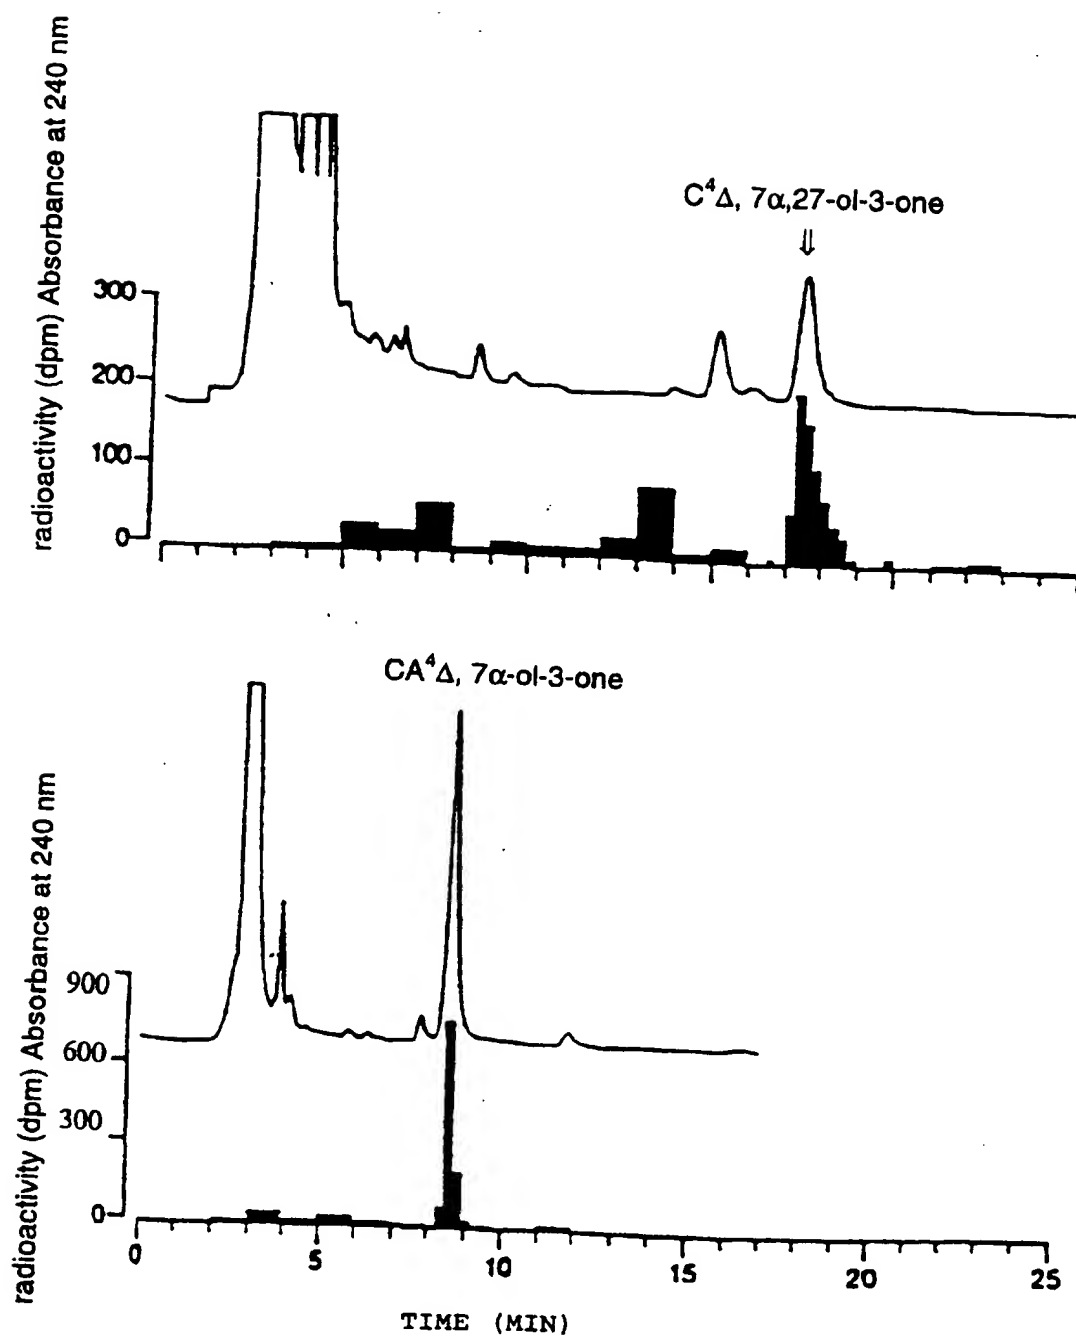 radioactivity (dpm) Absorbance at 240 nm
C⁴Δ, 7α,27-ol-3-one
⇓
300
200
100
0
CA⁴Δ, 7α-ol-3-one
radioactivity (dpm) Absorbance at 240 nm
900
600
300
0
0 5 10 15 20 25
TIME (MIN)